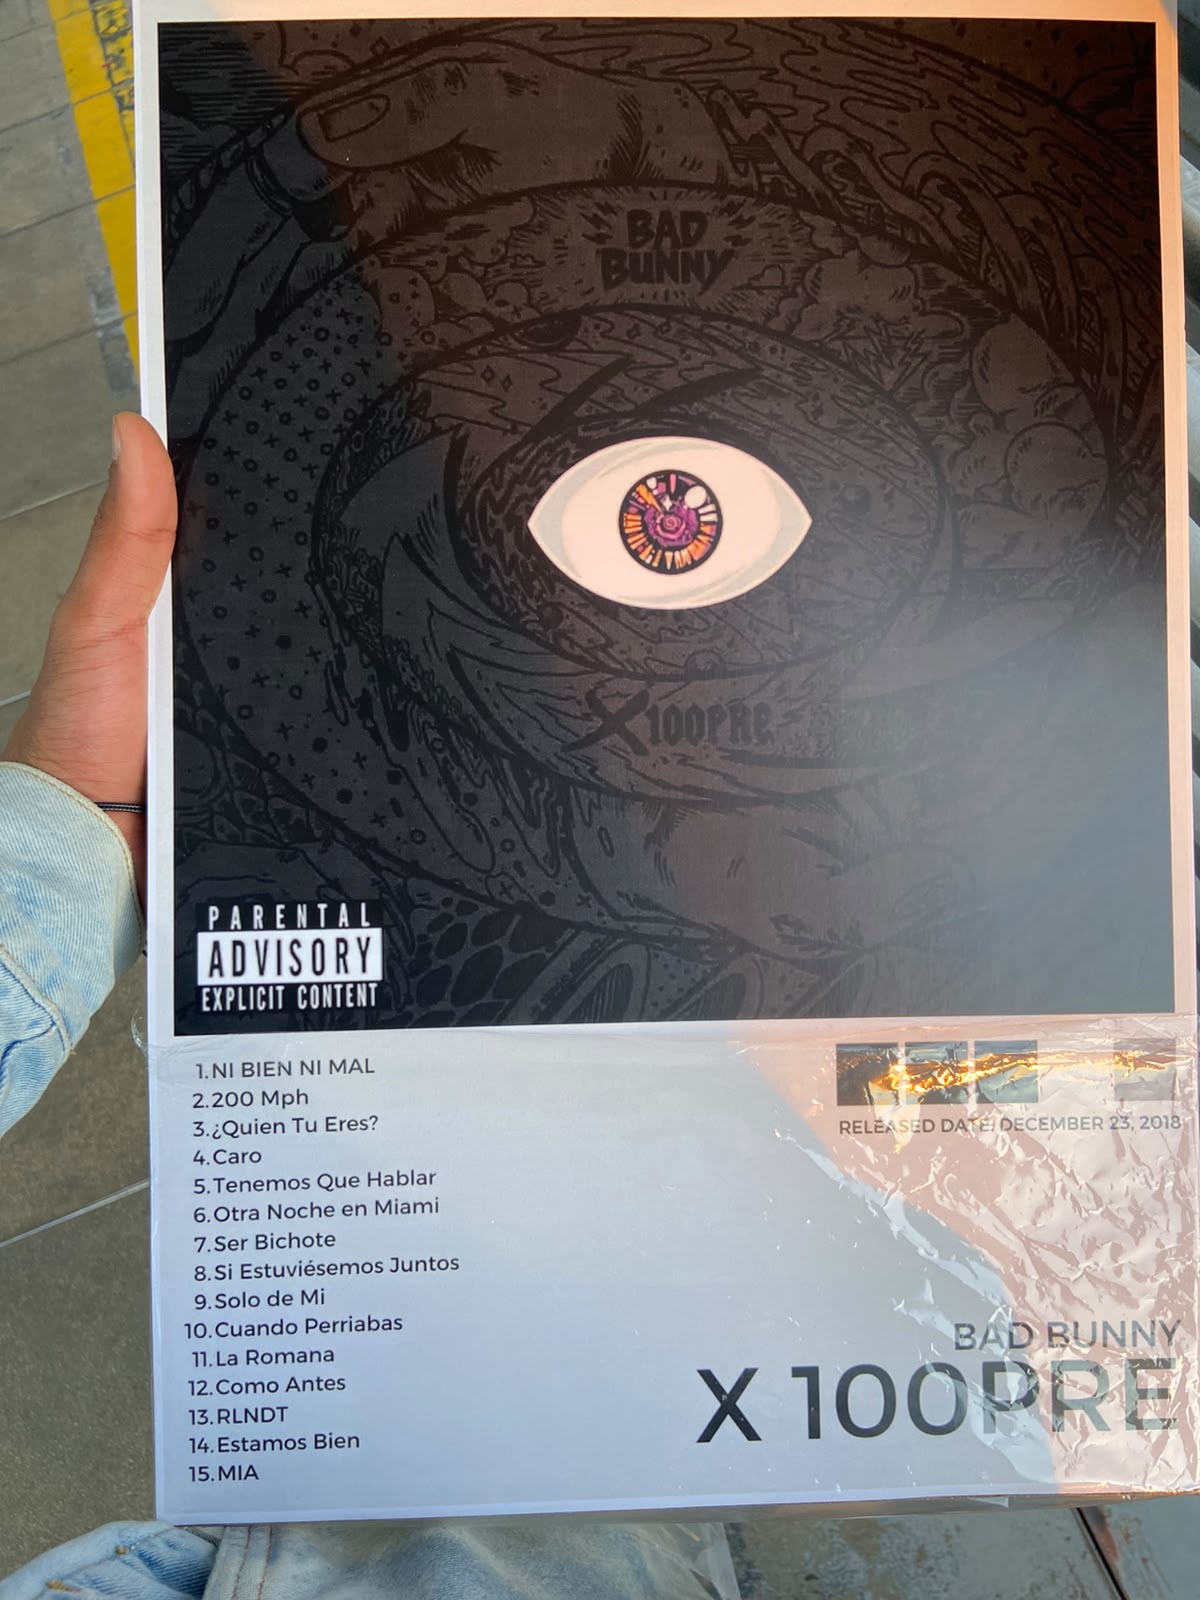 BAD
BUNNY
X100PRE
PARENTAL
ADVISORY
EXPLICIT CONTENT
1. NI BIEN NI MAL
2. 200 Mph
3. ¿Quien Tu Eres?
4. Caro
5. Tenemos Que Hablar
6. Otra Noche en Miami
7. Ser Bichote
8. Si Estuviésemos Juntos
9. Solo de Mi
10. Cuando Perriabas
11. La Romana
12. Como Antes
13. RLNDT
14. Estamos Bien
15. MIA
RELEASED DATE: DECEMBER 23, 2018
BAD BUNNY
X 100PRE